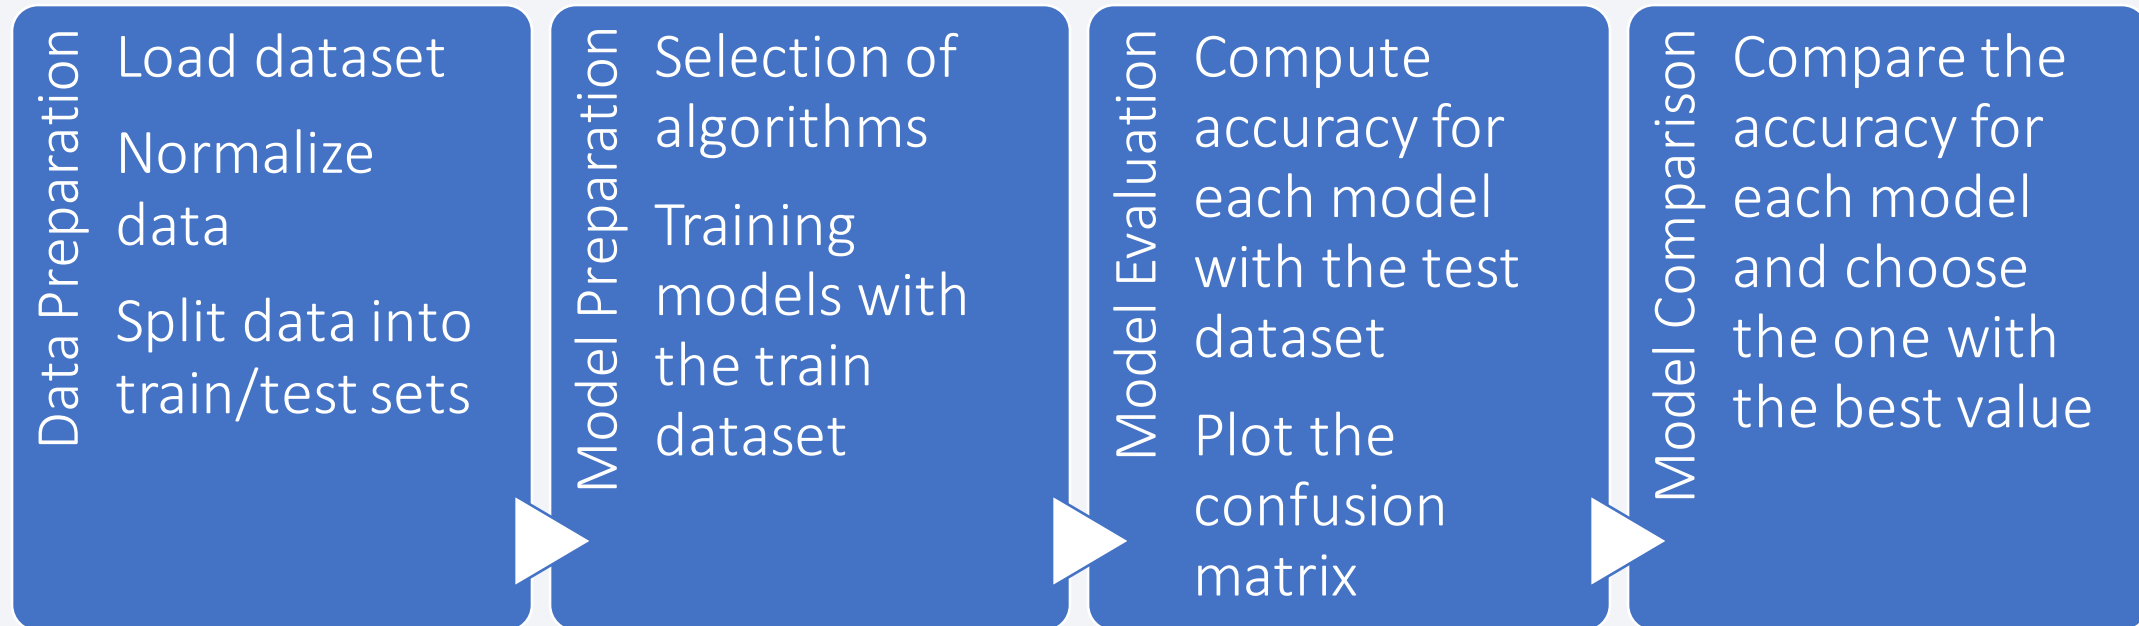 Data Preparation
Load dataset
Normalize
data
Split data into
train/test sets
Model Preparation
Selection of
algorithms
Training
models with
the train
dataset
Model Evaluation
Compute
accuracy for
each model
with the test
dataset
Plot the
confusion
matrix
Model Comparison
Compare the
accuracy for
each model
and choose
the one with
the best value